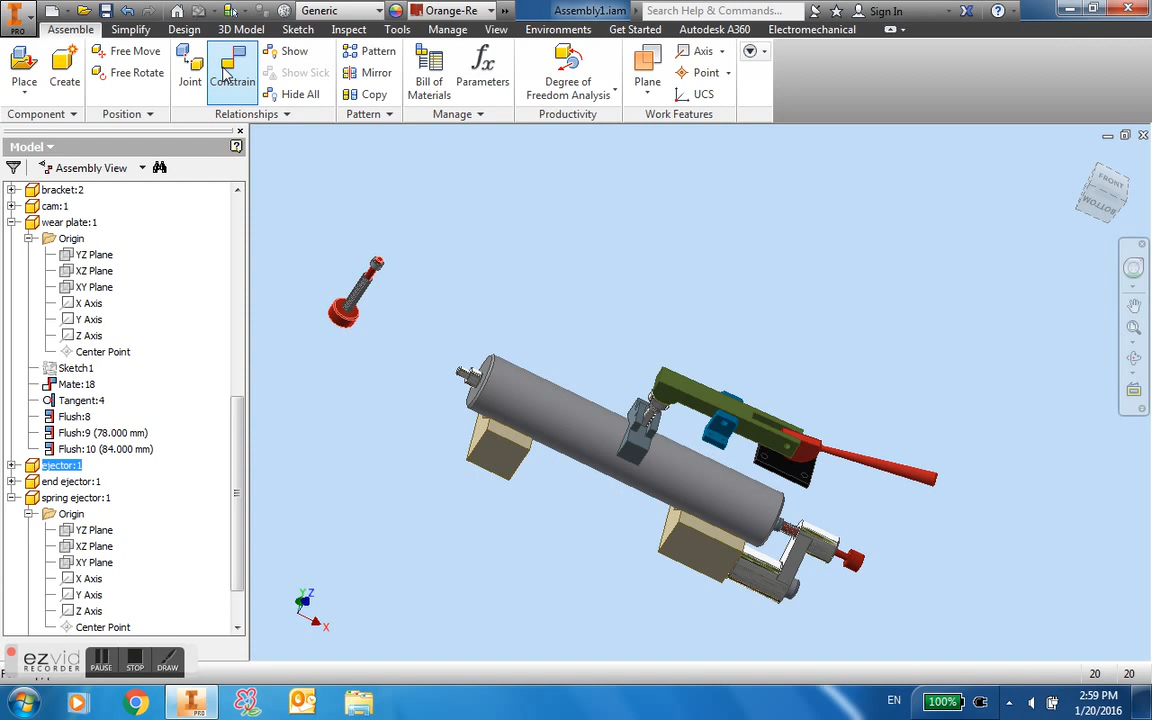 Generic
Orange-Re
Assembly1.iam
Search Help & Commands...
Sign In
PRO
Assemble
Simplify
Design
3D Model
Sketch
Inspect
Tools
Manage
View
Environments
Get Started
Autodesk A360
Electromechanical
Place
Create
Free Move
Free Rotate
Joint
Constrain
Show
Show Sick
Hide All
Pattern
Mirror
Copy
Bill of
Materials
Parameters
Degree of
Freedom Analysis
Plane
Axis
Point
UCS
Component
Position
Relationships
Pattern
Manage
Productivity
Work Features
Model
Assembly View
bracket:2
cam:1
wear plate:1
Origin
YZ Plane
XZ Plane
XY Plane
X Axis
Y Axis
Z Axis
Center Point
Sketch1
Mate:18
Tangent:4
Flush:8
Flush:9 (78.000 mm)
Flush:10 (84.000 mm)
ejector:1
end ejector:1
spring ejector:1
Origin
YZ Plane
XZ Plane
XY Plane
X Axis
Y Axis
Z Axis
Center Point
FRONT
BOTTOM
Y
Z
X
ezvid
RECORDER
PAUSE
STOP
DRAW
20
20
PRO
EN
100%
2:59 PM
1/20/2016